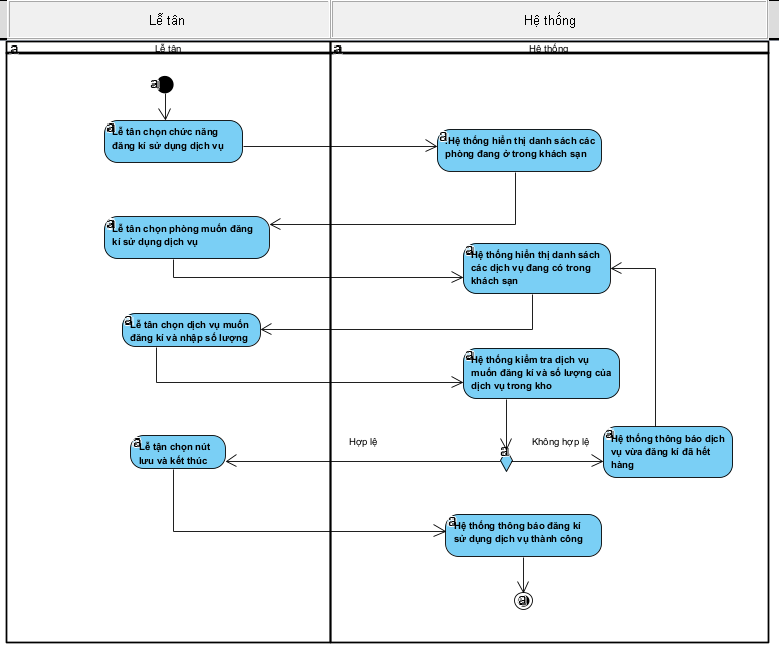 Lễ tân
Hệ thống
a
Lễ tân
a
Hệ thống
a
a
Lễ tân chọn chức năng
đăng kí sử dụng dịch vụ
a
.Hệ thống hiển thị danh sách các
phòng đang ở trong khách sạn
a
Lễ tân chọn phòng muốn đăng
kí sử dụng dịch vụ
a
Hệ thống hiển thị danh sách
các dịch vụ đang có trong
khách sạn
a
Lễ tân chọn dịch vụ muốn
đăng kí và nhập số lượng
a
Hệ thống kiểm tra dịch vụ
muốn đăng kí và số lượng của
dịch vụ trong kho
a
Lễ tận chọn nút
lưu và kết thúc
Hợp lệ
a
Không hợp lệ
a
Hệ thống thông báo dịch
vụ vừa đăng kí đã hết
hàng
a
Hệ thống thông báo đăng kí
sử dụng dịch vụ thành công
a